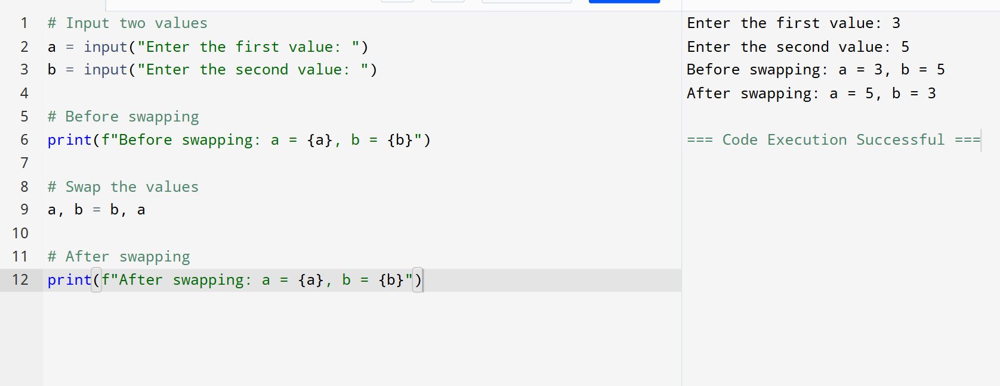 1 # Input two values
2 a = input("Enter the first value: ")
3 b = input("Enter the second value: ")
4
5 # Before swapping
6 print(f"Before swapping: a = {a}, b = {b}")
7
8 # Swap the values
9 a, b = b, a
10
11 # After swapping
12 print(f"After swapping: a = {a}, b = {b}")
Enter the first value: 3
Enter the second value: 5
Before swapping: a = 3, b = 5
After swapping: a = 5, b = 3
=== Code Execution Successful ===